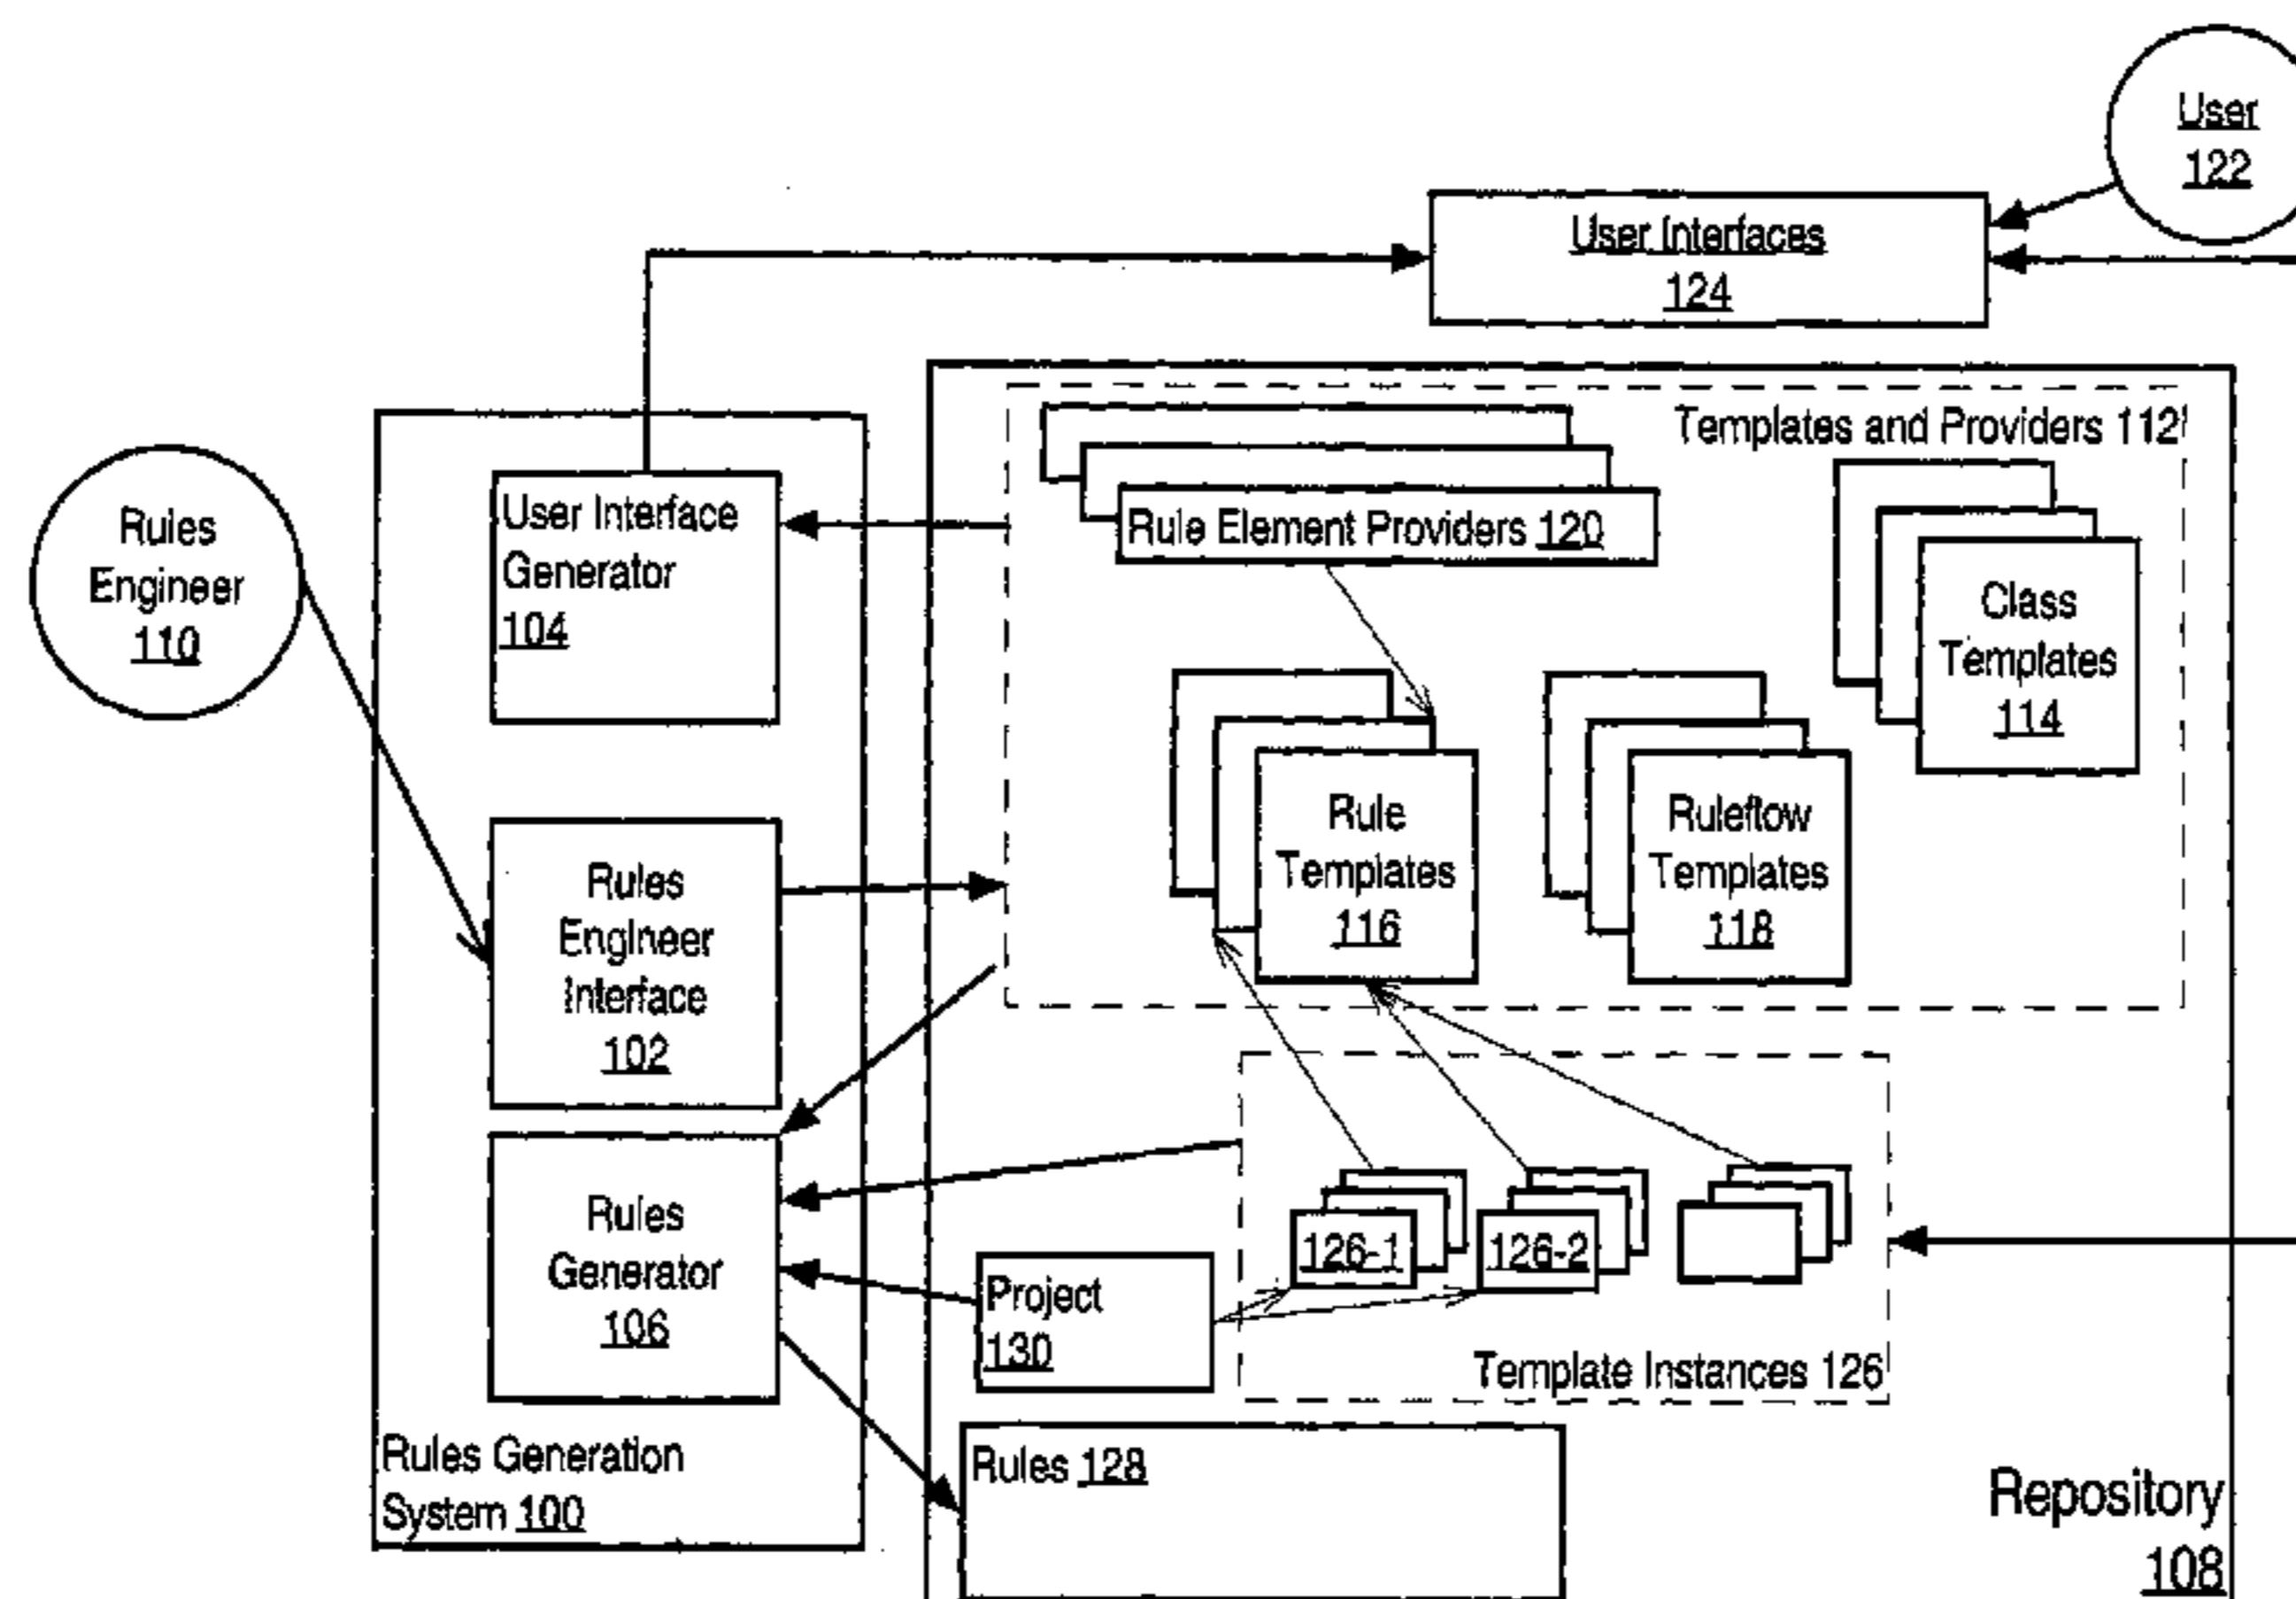 User
122
User Interfaces
124
Templates and Providers 112
Rules
Engineer
110
User Interface
Generator
104
Rule Element Providers 120
Class
Templates
114
Rules
Engineer
Interface
102
Rule
Templates
116
Ruleflow
Templates
118
Rules
Generator
106
Project
130
126-1
126-2
Template Instances 126
Rules Generation
System 100
Rules 128
Repository
108